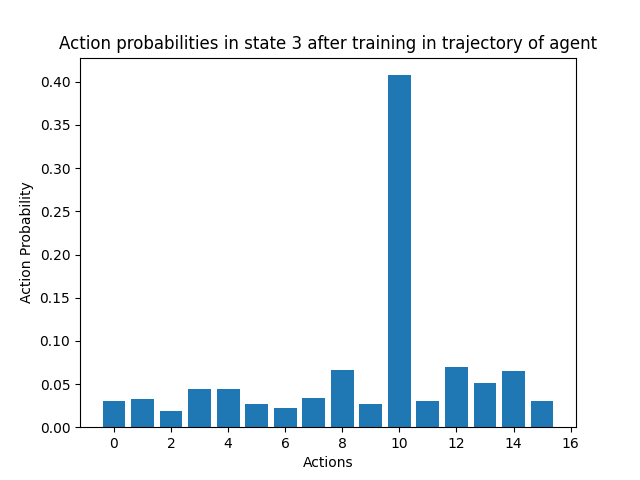 Action probabilities in state 3 after training in trajectory of agent
0.40
0.35
0.30
0.25
0.20
0.15
0.10
0.05
0.00
Action Probability
0 2 4 6 8 10 12 14 16
Actions